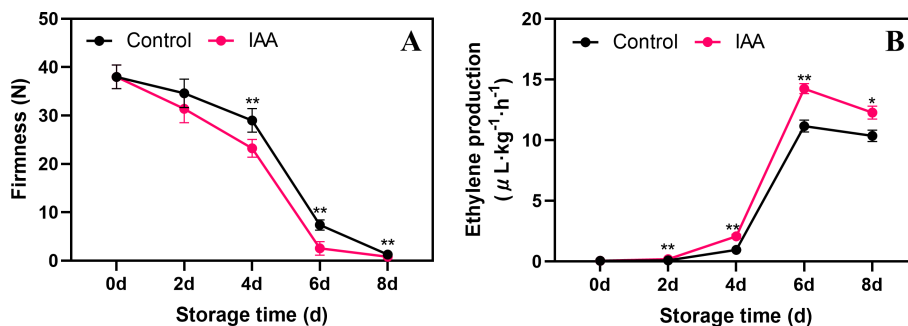 Control IAA A
Firmness (N)
50
40
30
20
10
0
**
**
**
0d 2d 4d 6d 8d
Storage time (d)
Control IAA B
Ethylene production
( μ L·kg⁻¹·h⁻¹)
20
15
10
5
0
**
**
**
*
0d 2d 4d 6d 8d
Storage time (d)